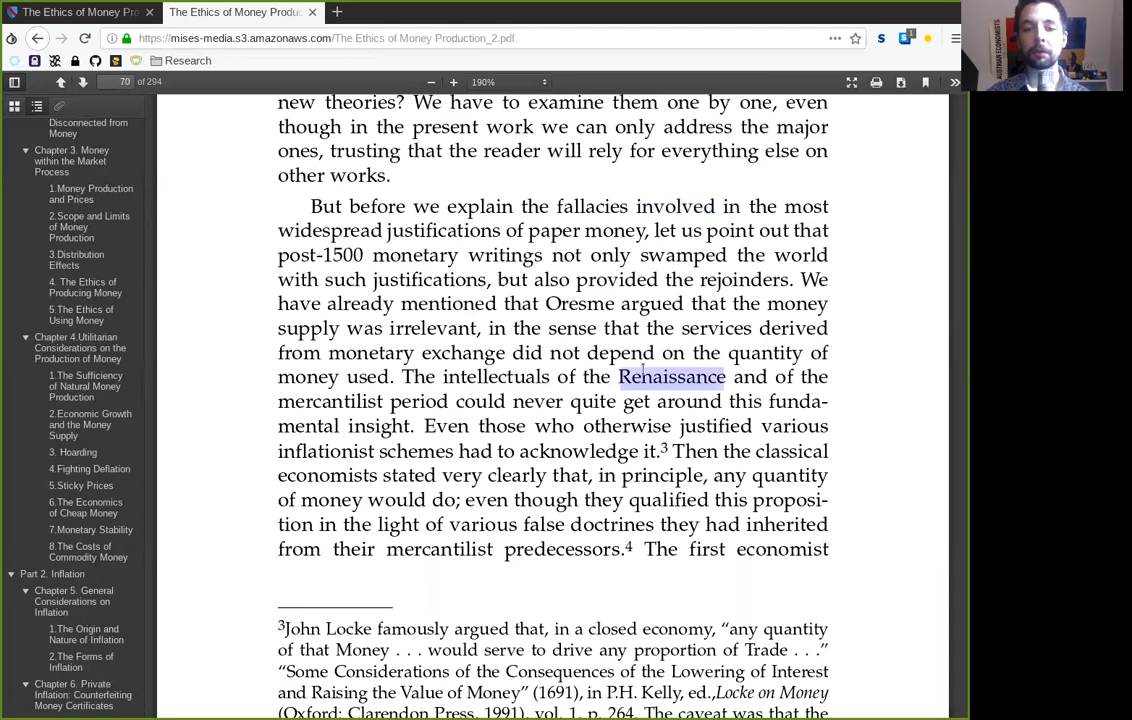 The Ethics of Money Pro
The Ethics of Money Produc
https://mises-media.s3.amazonaws.com/The Ethics of Money Production_2.pdf
S
1
Research
70 of 294
190%
AUSTRIAN ECONOMISTS
Disconnected from
Money
Chapter 3. Money
within the Market
Process
1.Money Production
and Prices
2.Scope and Limits
of Money
Production
3.Distribution
Effects
4. The Ethics of
Producing Money
5.The Ethics of
Using Money
Chapter 4.Utilitarian
Considerations on the
Production of Money
1.The Sufficiency
of Natural Money
Production
2.Economic Growth
and the Money
Supply
3. Hoarding
4.Fighting Deflation
5.Sticky Prices
6.The Economics
of Cheap Money
7.Monetary Stability
8.The Costs of
Commodity Money
Part 2. Inflation
Chapter 5. General
Considerations on
Inflation
1.The Origin and
Nature of Inflation
2.The Forms of
Inflation
Chapter 6. Private
Inflation: Counterfeiting
Money Certificates
new theories? We have to examine them one by one, even
though in the present work we can only address the major
ones, trusting that the reader will rely for everything else on
other works.
But before we explain the fallacies involved in the most
widespread justifications of paper money, let us point out that
post-1500 monetary writings not only swamped the world
with such justifications, but also provided the rejoinders. We
have already mentioned that Oresme argued that the money
supply was irrelevant, in the sense that the services derived
from monetary exchange did not depend on the quantity of
money used. The intellectuals of the Renaissance and of the
mercantilist period could never quite get around this funda-
mental insight. Even those who otherwise justified various
inflationist schemes had to acknowledge it.3 Then the classical
economists stated very clearly that, in principle, any quantity
of money would do; even though they qualified this proposi-
tion in the light of various false doctrines they had inherited
from their mercantilist predecessors.4 The first economist
3John Locke famously argued that, in a closed economy, “any quantity
of that Money . . . would serve to drive any proportion of Trade . . .”
“Some Considerations of the Consequences of the Lowering of Interest
and Raising the Value of Money” (1691), in P.H. Kelly, ed.,Locke on Money
(Oxford: Clarendon Press, 1991), vol. 1, p. 264. The caveat was that the